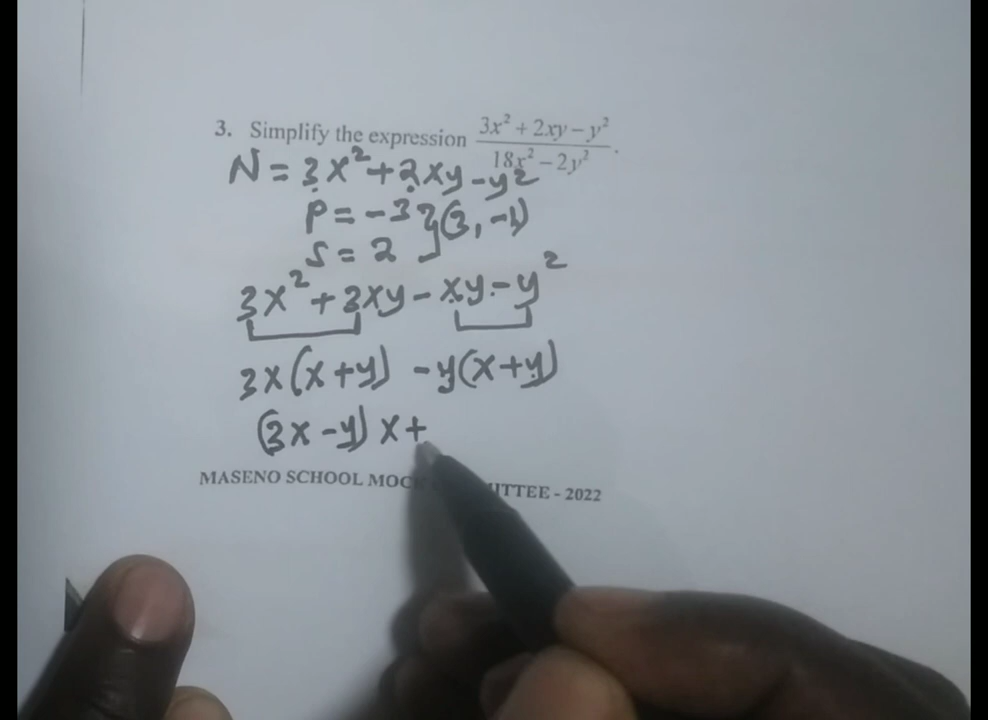 3. Simplify the expression (3x² + 2xy – y²)/(18x² – 2y²).
N = 3x² + 2xy - y²
P = -3 } (3, -1)
S = 2
3x² + 3xy - xy - y²
3x(x+y) -y(x+y)
(3x - y) x+
MASENO SCHOOL MOC ITTEE - 2022